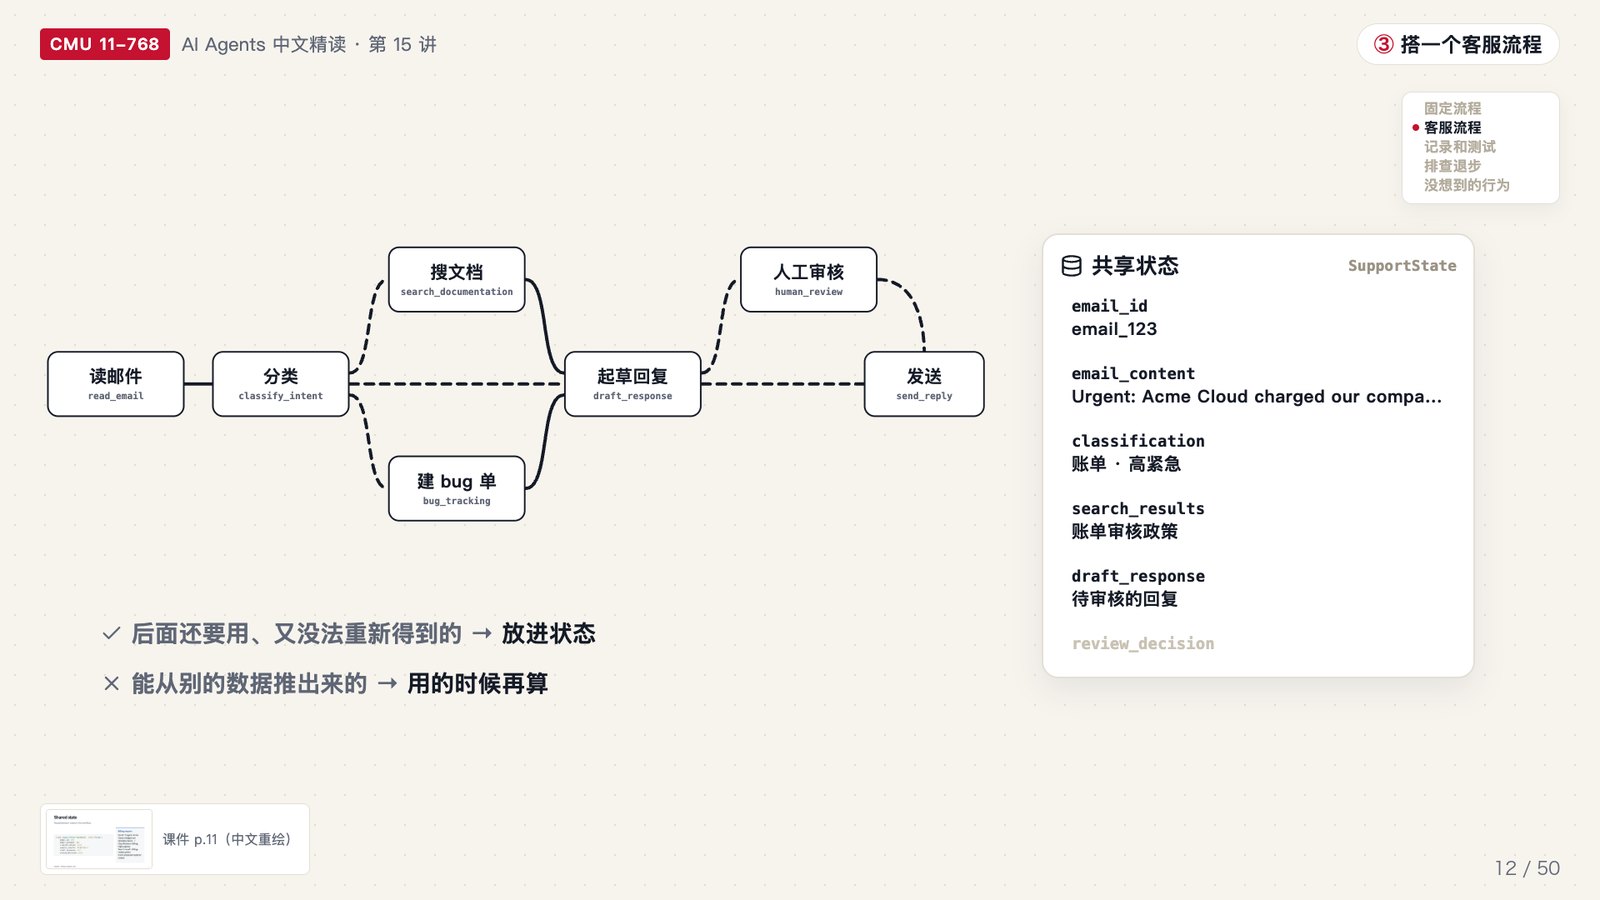 CMU 11-768 AI Agents 中文精读 · 第 15 讲
③ 搭一个客服流程
固定流程
客服流程
记录和测试
排查退步
没想到的行为
搜文档
search_documentation
人工审核
human_review
读邮件
read_email
分类
classify_intent
起草回复
draft_response
发送
send_reply
建 bug 单
bug_tracking
共享状态 SupportState
email_id
email_123
email_content
Urgent: Acme Cloud charged our compa...
classification
账单 · 高紧急
search_results
账单审核政策
draft_response
待审核的回复
review_decision
✓ 后面还要用、又没法重新得到的 → 放进状态
× 能从别的数据推出来的 → 用的时候再算
Shared state
课件 p.11（中文重绘）
12 / 50